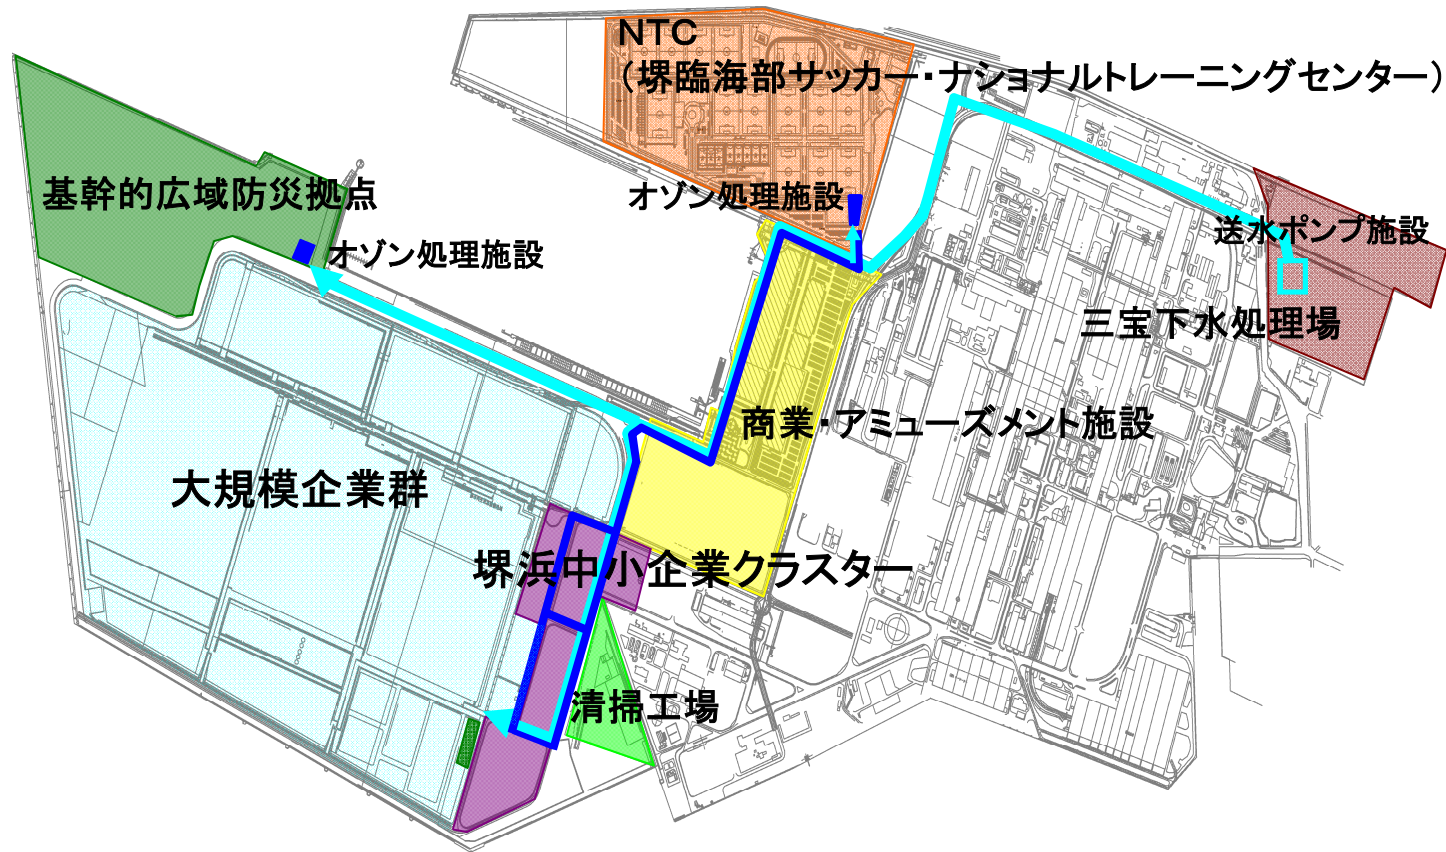 NTC
(堺臨海部サッカー・ナショナルトレーニングセンター)
基幹的広域防災拠点
オゾン処理施設
オゾン処理施設
送水ポンプ施設
三宝下水処理場
商業・アミューズメント施設
大規模企業群
堺浜中小企業クラスター
清掃工場